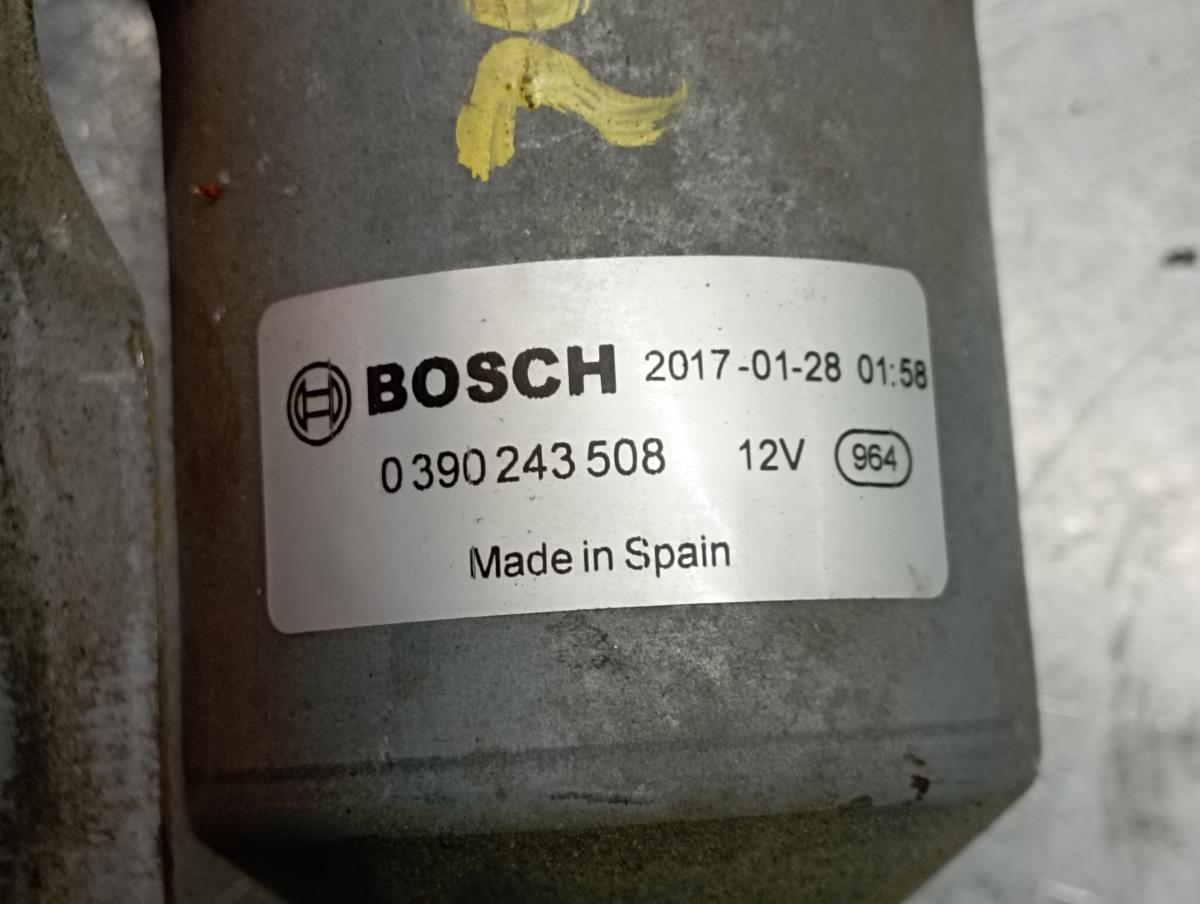 BOSCH 2017-01-28 01:58
0 390 243 508 12V 964
Made in Spain